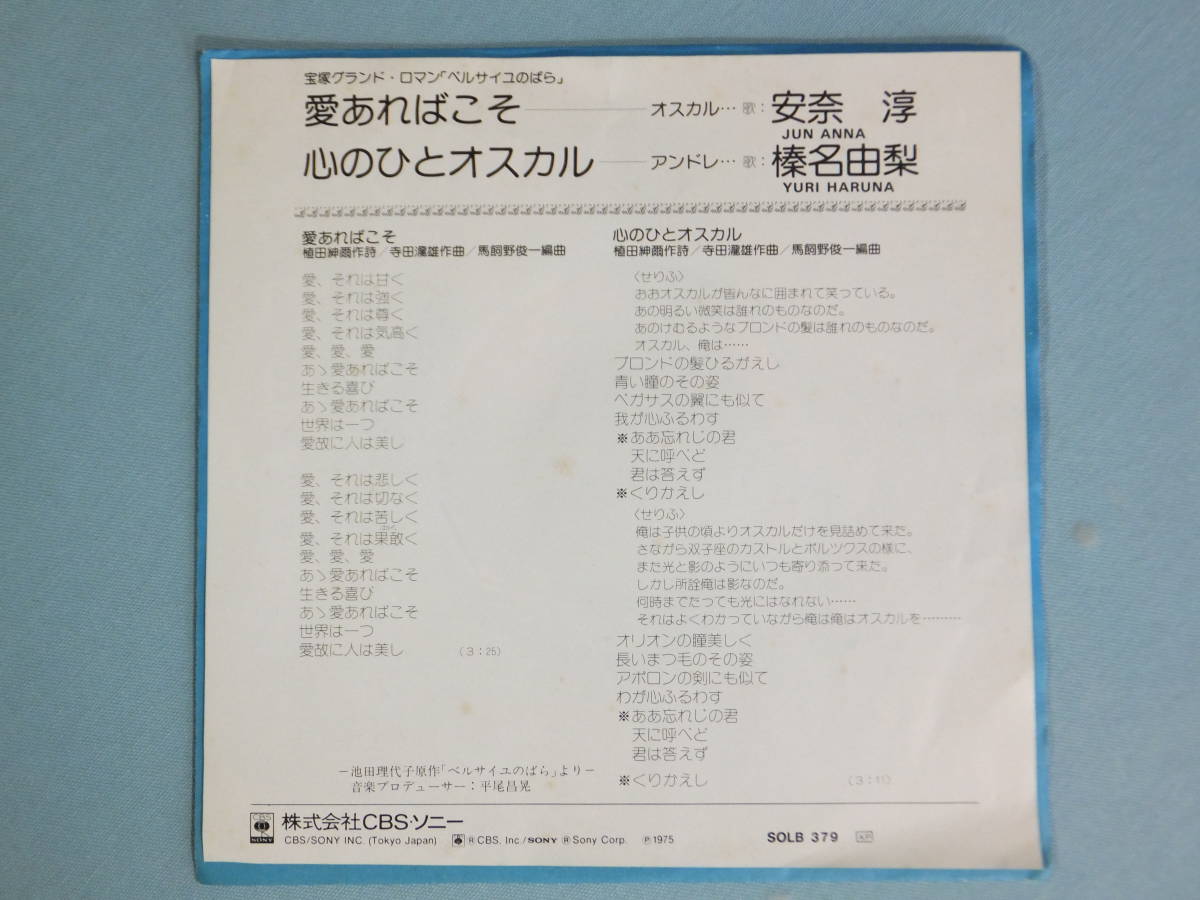 宝塚グランド・ロマン「ベルサイユのばら」
愛あればこそ オスカル… 歌: 安奈 淳
JUN ANNA
心のひとオスカル アンドレ… 歌: 榛名由梨
YURI HARUNA
愛あればこそ
植田紳爾作詩/寺田瀧雄作曲/馬飼野俊一編曲
愛、それは甘く
愛、それは強く
愛、それは尊く
愛、それは気高く
愛、愛、愛
あゝ愛あればこそ
生きる喜び
あゝ愛あればこそ
世界は一つ
愛故に人は美し
愛、それは悲しく
愛、それは切なく
愛、それは苦しく
愛、それは果敢く
愛、愛、愛
あゝ愛あればこそ
生きる喜び
あゝ愛あればこそ
世界は一つ
愛故に人は美し (3:25)
-池田理代子原作「ベルサイユのばら」より-
音楽プロデューサー:平尾昌晃
心のひとオスカル
植田紳爾作詩/寺田瀧雄作曲/馬飼野俊一編曲
〈せりふ〉
おおオスカルが皆んなに囲まれて笑っている。
あの明るい微笑は誰れのものなのだ。
あのけむるようなブロンドの髪は誰れのものなのだ。
オスカル、俺は……
ブロンドの髪ひるがえし
青い瞳のその姿
ペガサスの翼にも似て
我が心ふるわす
※ああ忘れじの君
天に呼べど
君は答えず
※くりかえし
〈せりふ〉
俺は子供の頃よりオスカルだけを見詰めて来た。
さながら双子座のカストルとポルックスの様に、
また光と影のようにいつも寄り添って来た。
しかし所詮俺は影なのだ。
何時までたっても光にはなれない……
それはよくわかっていながら俺は俺はオスカルを………
オリオンの瞳美しく
長いまつ毛のその姿
アポロンの剣にも似て
わが心ふるわす
※ああ忘れじの君
天に呼べど
君は答えず
※くりかえし (3:11)
CBS SONY 株式会社CBS・ソニー
CBS/SONY INC. (Tokyo Japan) ®CBS. Inc/SONY ®Sony Corp. ℗1975 SOLB 379